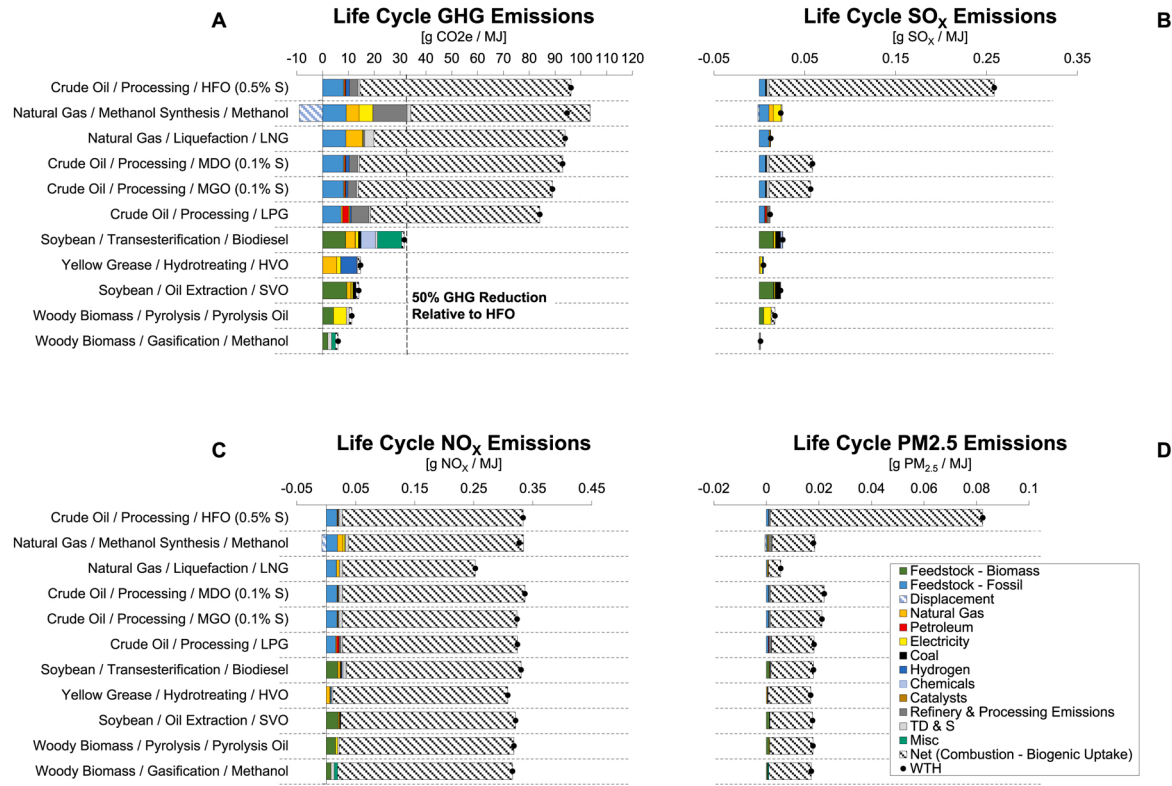 A
Life Cycle GHG Emissions
[g CO2e / MJ]
-10 0 10 20 30 40 50 60 70 80 90 100 110 120
Crude Oil / Processing / HFO (0.5% S)
Natural Gas / Methanol Synthesis / Methanol
Natural Gas / Liquefaction / LNG
Crude Oil / Processing / MDO (0.1% S)
Crude Oil / Processing / MGO (0.1% S)
Crude Oil / Processing / LPG
Soybean / Transesterification / Biodiesel
Yellow Grease / Hydrotreating / HVO
Soybean / Oil Extraction / SVO
Woody Biomass / Pyrolysis / Pyrolysis Oil
Woody Biomass / Gasification / Methanol
50% GHG Reduction
Relative to HFO
Life Cycle SOX Emissions
B
[g SOX / MJ]
-0.05 0.05 0.15 0.25 0.35
C
Life Cycle NOX Emissions
[g NOX / MJ]
-0.05 0.05 0.15 0.25 0.35 0.45
Crude Oil / Processing / HFO (0.5% S)
Natural Gas / Methanol Synthesis / Methanol
Natural Gas / Liquefaction / LNG
Crude Oil / Processing / MDO (0.1% S)
Crude Oil / Processing / MGO (0.1% S)
Crude Oil / Processing / LPG
Soybean / Transesterification / Biodiesel
Yellow Grease / Hydrotreating / HVO
Soybean / Oil Extraction / SVO
Woody Biomass / Pyrolysis / Pyrolysis Oil
Woody Biomass / Gasification / Methanol
Life Cycle PM2.5 Emissions
D
[g PM2.5 / MJ]
-0.02 0 0.02 0.04 0.06 0.08 0.1
Feedstock - Biomass
Feedstock - Fossil
Displacement
Natural Gas
Petroleum
Electricity
Coal
Hydrogen
Chemicals
Catalysts
Refinery & Processing Emissions
TD & S
Misc
Net (Combustion - Biogenic Uptake)
WTH